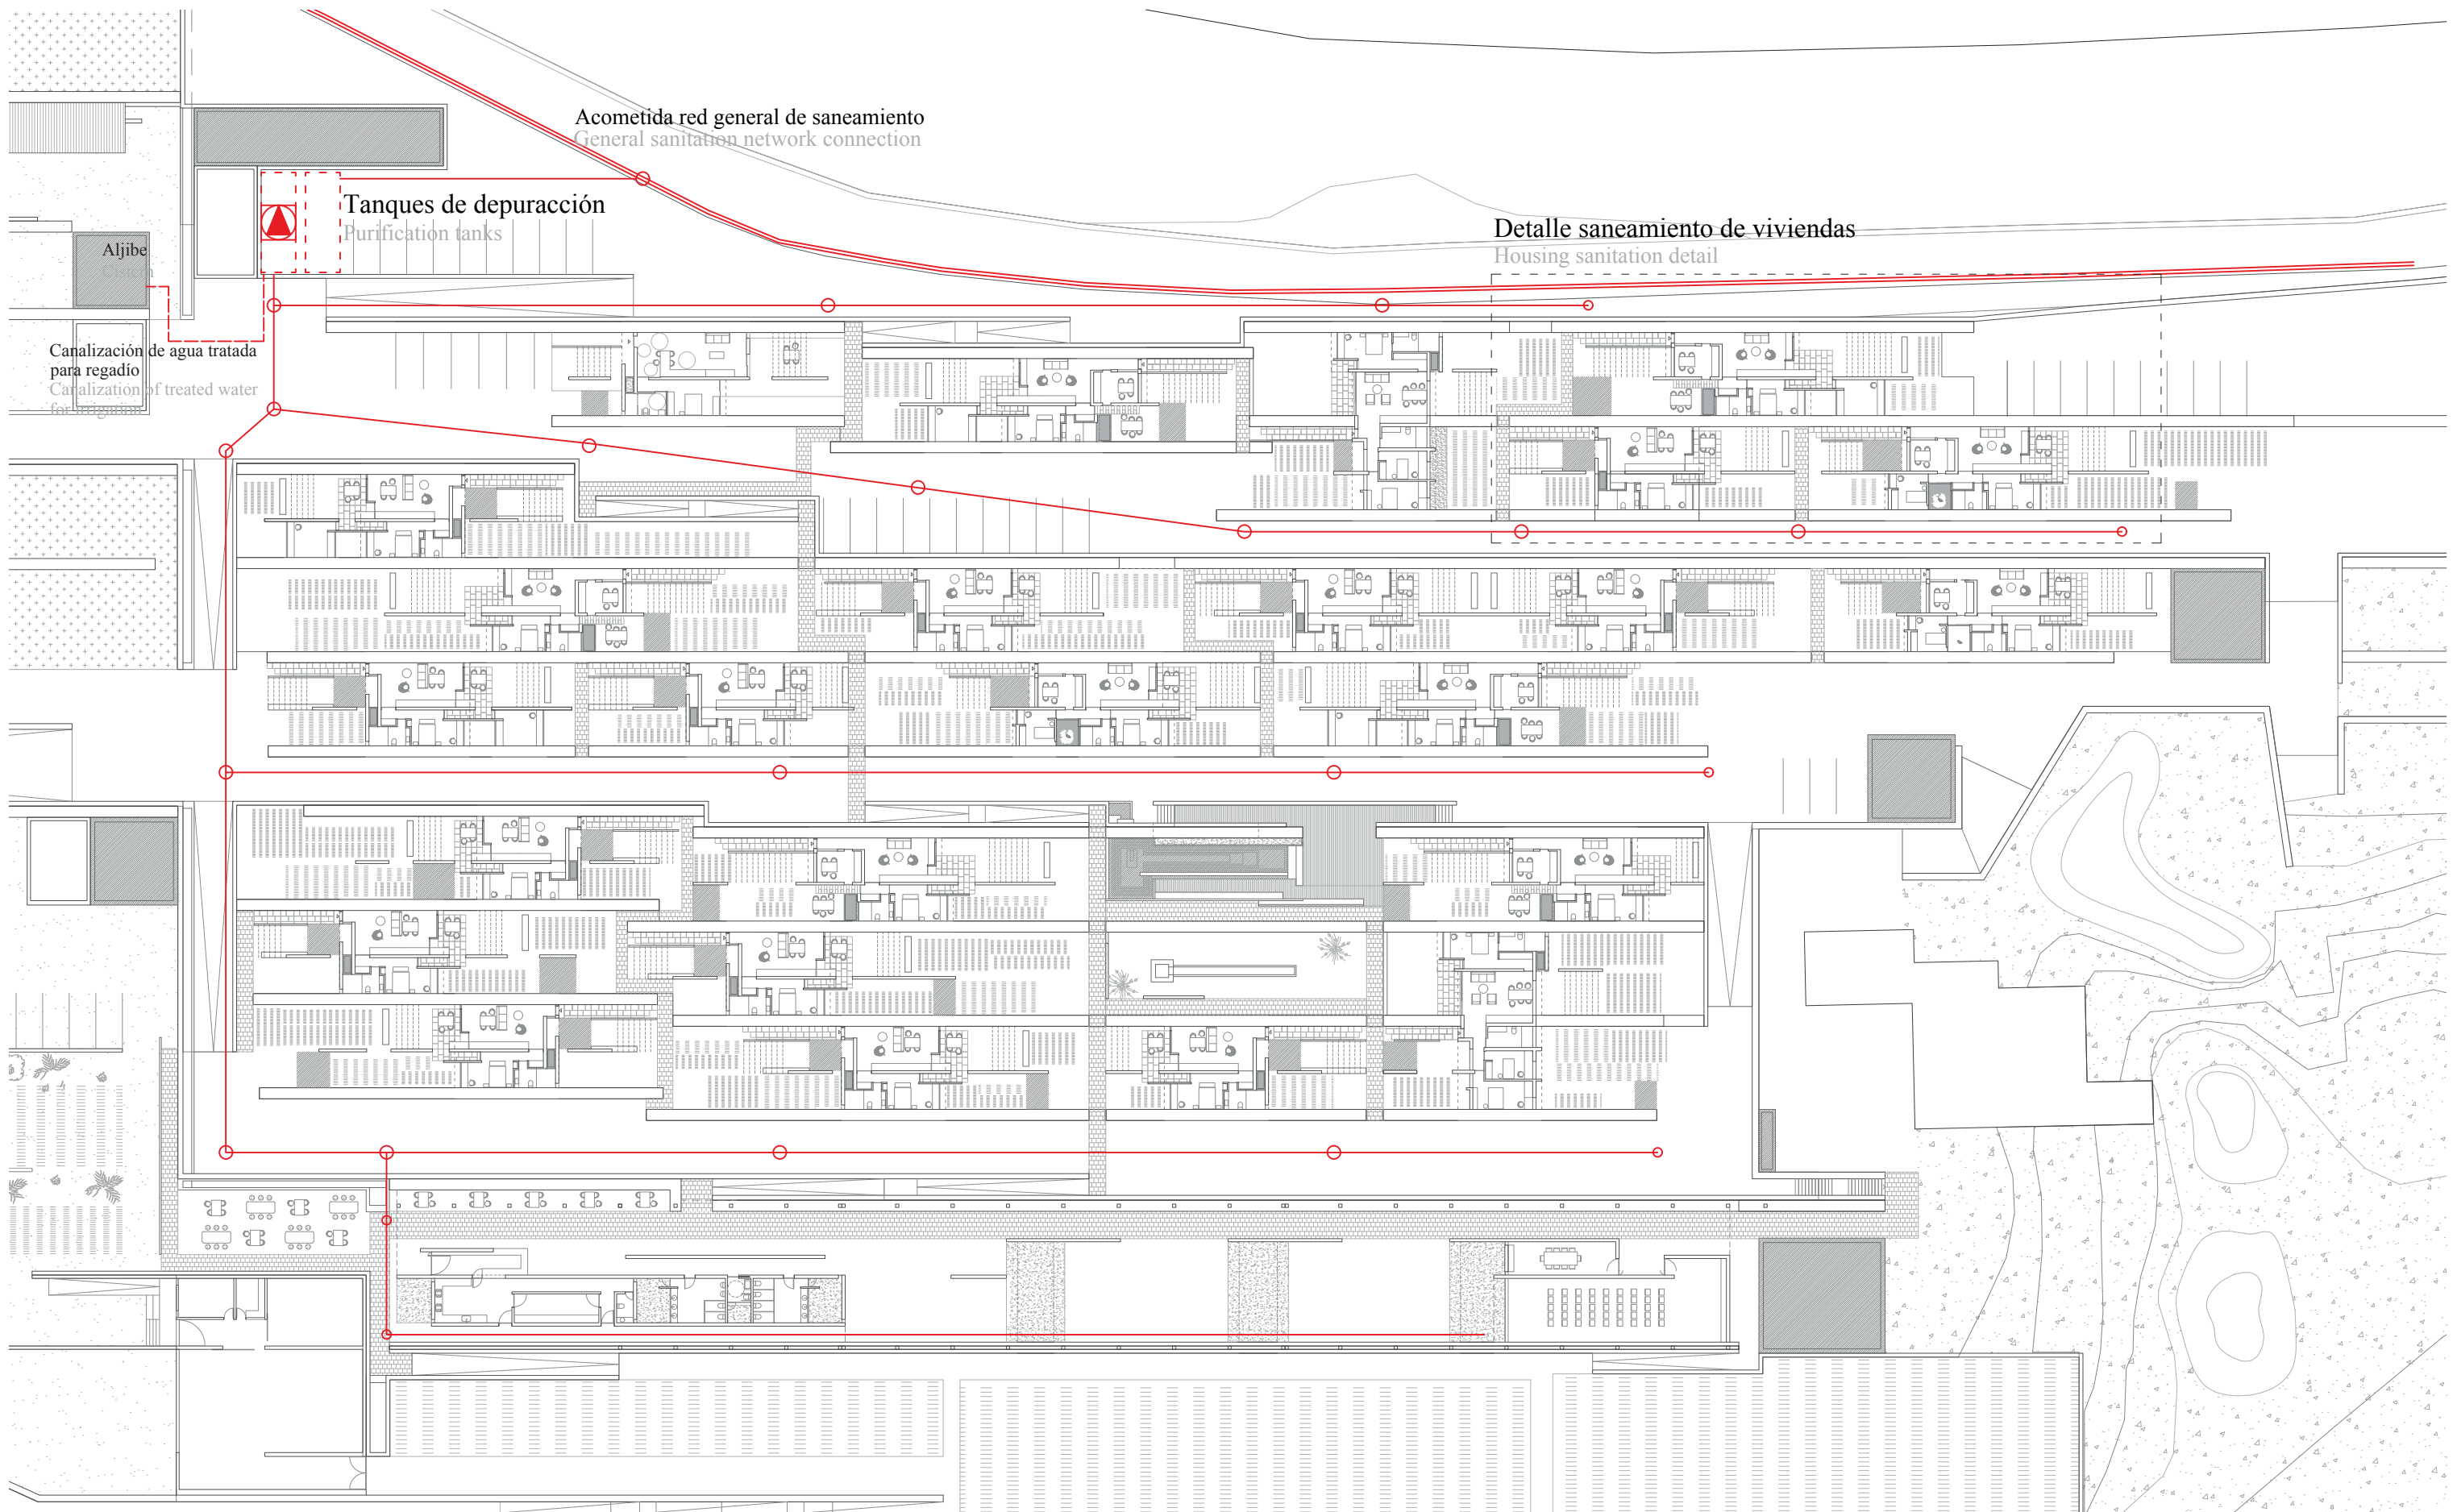 Acometida red general de saneamiento
General sanitation network connection
Tanques de depuracción
Purification tanks
Detalle saneamiento de viviendas
Housing sanitation detail
Aljibe
Cistern
Canalización de agua tratada
para regadío
Canalization of treated water
for irrigation